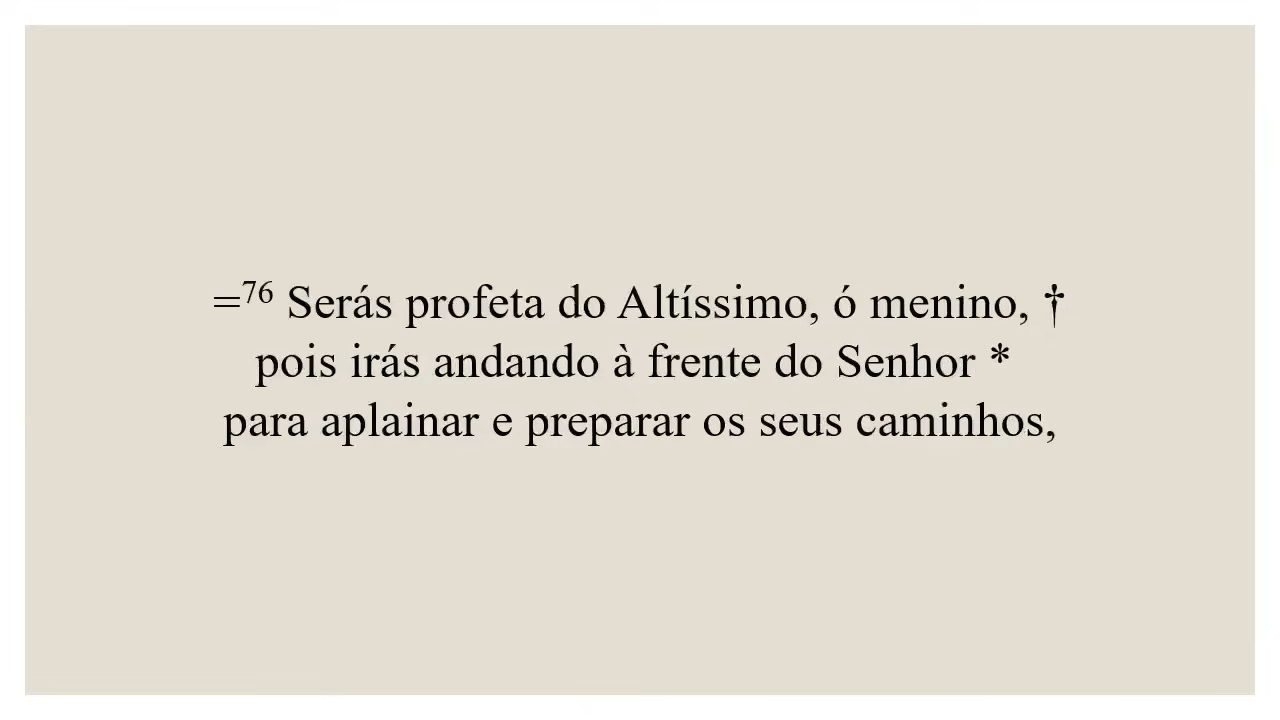 =76 Serás profeta do Altíssimo, ó menino, †
pois irás andando à frente do Senhor *
para aplainar e preparar os seus caminhos,